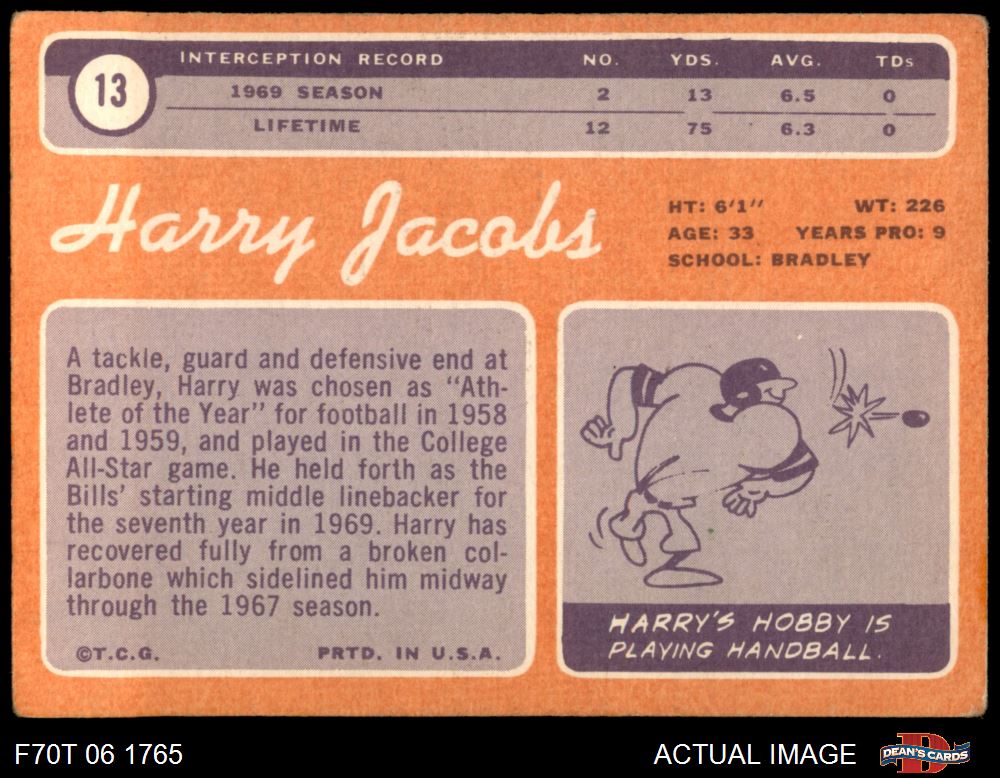 INTERCEPTION RECORD NO. YDS. AVG. TDs
13
1969 SEASON 2 13 6.5 0
LIFETIME 12 75 6.3 0
Harry Jacobs
HT: 6'1" WT: 226
AGE: 33 YEARS PRO: 9
SCHOOL: BRADLEY
A tackle, guard and defensive end at
Bradley, Harry was chosen as "Ath-
lete of the Year" for football in 1958
and 1959, and played in the College
All-Star game. He held forth as the
Bills' starting middle linebacker for
the seventh year in 1969. Harry has
recovered fully from a broken col-
larbone which sidelined him midway
through the 1967 season.
©T.C.G. PRTD. IN U.S.A.
HARRY'S HOBBY IS
PLAYING HANDBALL.
F70T 06 1765 ACTUAL IMAGE
D
DEAN'S CARDS